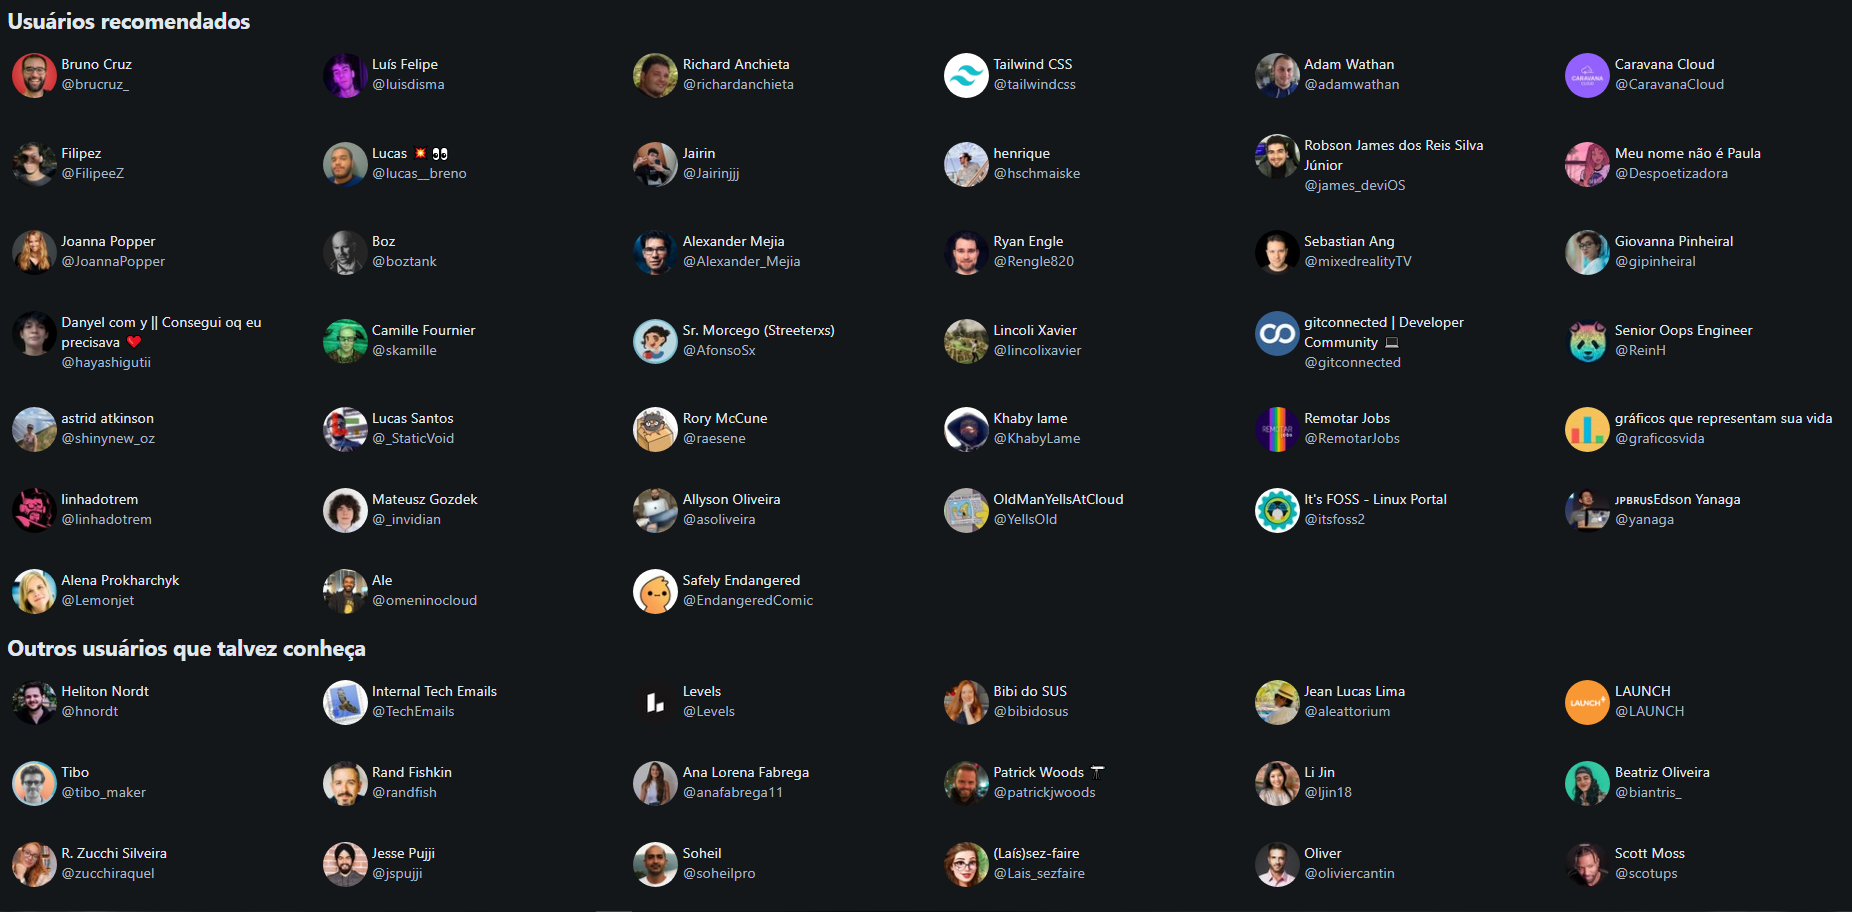 Usuários recomendados
Bruno Cruz
@brucruz_
Luís Felipe
@luisdisma
Richard Anchieta
@richardanchieta
Tailwind CSS
@tailwindcss
Adam Wathan
@adamwathan
CARAVANA
Caravana Cloud
@CaravanaCloud
Filipez
@FilipeeZ
Lucas 💥 👀
@lucas__breno
Jairin
@Jairinjjj
henrique
@hschmaiske
Robson James dos Reis Silva
Júnior
@james_deviOS
Meu nome não é Paula
@Despoetizadora
Joanna Popper
@JoannaPopper
Boz
@boztank
Alexander Mejia
@Alexander_Mejia
Ryan Engle
@Rengle820
Sebastian Ang
@mixedrealityTV
Giovanna Pinheiral
@gipinheiral
Danyel com y || Consegui oq eu
precisava ❤️
@hayashigutii
Camille Fournier
@skamille
Sr. Morcego (Streeterxs)
@AfonsoSx
Lincoli Xavier
@lincolixavier
gitconnected | Developer
Community 💻
@gitconnected
Senior Oops Engineer
@ReinH
astrid atkinson
@shinynew_oz
Lucas Santos
@_StaticVoid
Rory McCune
@raesene
Khaby lame
@KhabyLame
REMOTAR
Jobs
Remotar Jobs
@RemotarJobs
gráficos que representam sua vida
@graficosvida
linhadotrem
@linhadotrem
Mateusz Gozdek
@_invidian
Allyson Oliveira
@asoliveira
OldManYellsAtCloud
@YellsOld
It's FOSS - Linux Portal
@itsfoss2
ᴊᴘʙʀᴜsEdson Yanaga
@yanaga
Alena Prokharchyk
@Lemonjet
Ale
@omeninocloud
Safely Endangered
@EndangeredComic
Outros usuários que talvez conheça
Heliton Nordt
@hnordt
Internal Tech Emails
@TechEmails
Levels
@Levels
Bibi do SUS
@bibidosus
Jean Lucas Lima
@aleattorium
LAUNCH
LAUNCH
@LAUNCH
Tibo
@tibo_maker
Rand Fishkin
@randfish
Ana Lorena Fabrega
@anafabrega11
Patrick Woods
@patrickjwoods
Li Jin
@ljin18
Beatriz Oliveira
@biantris_
R. Zucchi Silveira
@zucchiraquel
Jesse Pujji
@jspujji
Soheil
@soheilpro
(Laís)sez-faire
@Lais_sezfaire
Oliver
@oliviercantin
Scott Moss
@scotups